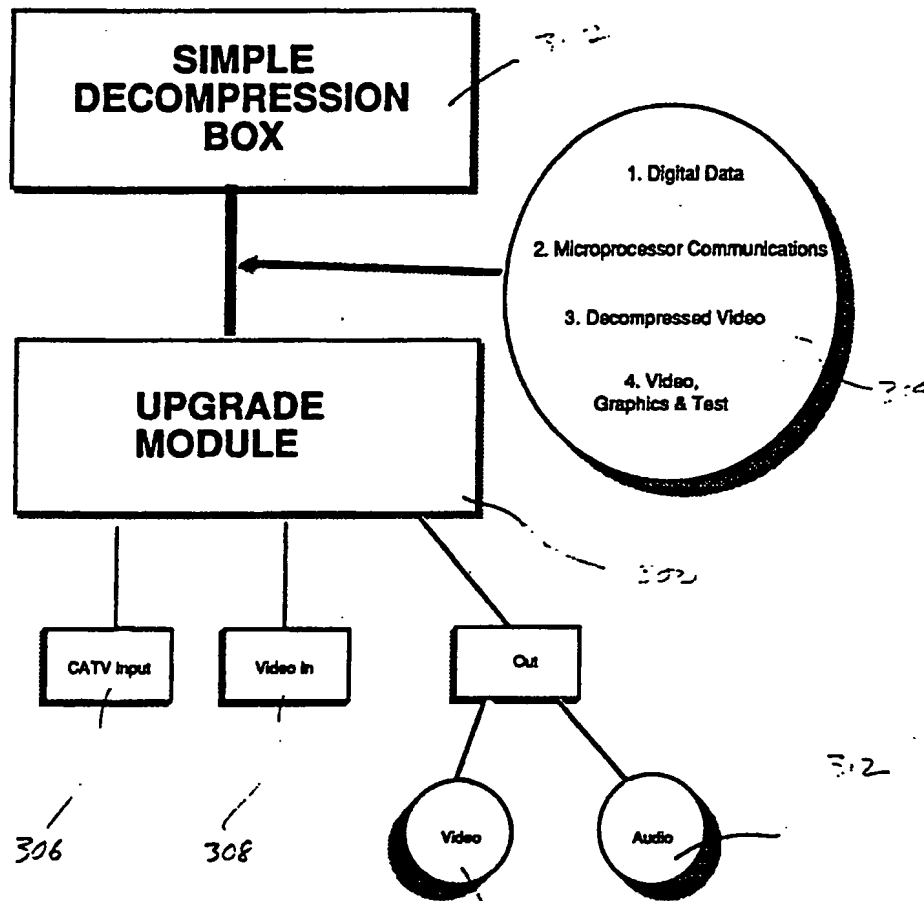 SIMPLE
DECOMPRESSION
BOX
1. Digital Data
2. Microprocessor Communications
3. Decompressed Video
4. Video,
Graphics & Test
UPGRADE
MODULE
CATV Input
Video In
Out
306
308
Video
Audio
312